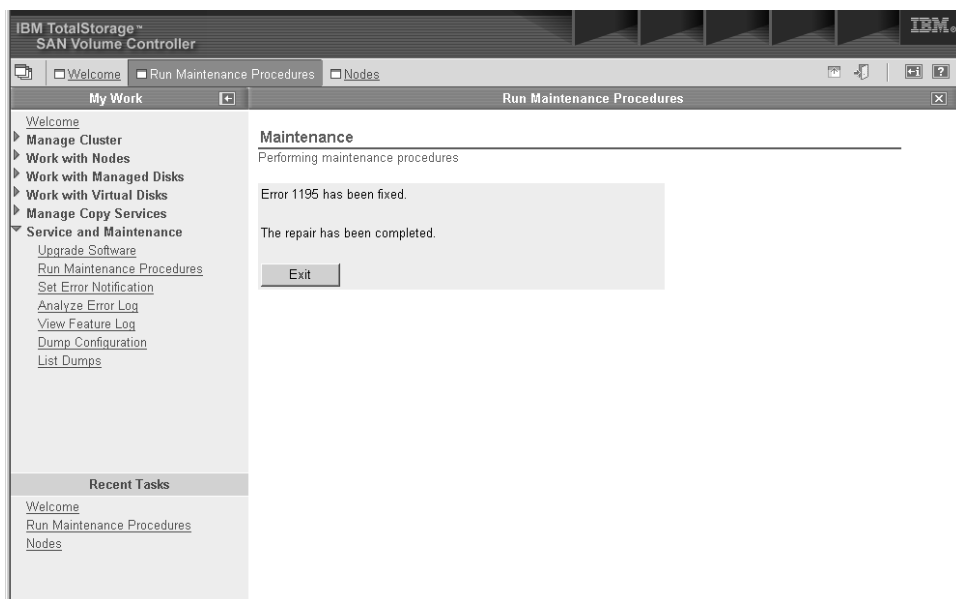 IBM TotalStorage™
SAN Volume Controller
IBM®
Welcome
Run Maintenance Procedures
Nodes
My Work
Run Maintenance Procedures
Welcome
Manage Cluster
Work with Nodes
Work with Managed Disks
Work with Virtual Disks
Manage Copy Services
Service and Maintenance
Upgrade Software
Run Maintenance Procedures
Set Error Notification
Analyze Error Log
View Feature Log
Dump Configuration
List Dumps
Recent Tasks
Welcome
Run Maintenance Procedures
Nodes
Maintenance
Performing maintenance procedures
Error 1195 has been fixed.
The repair has been completed.
Exit